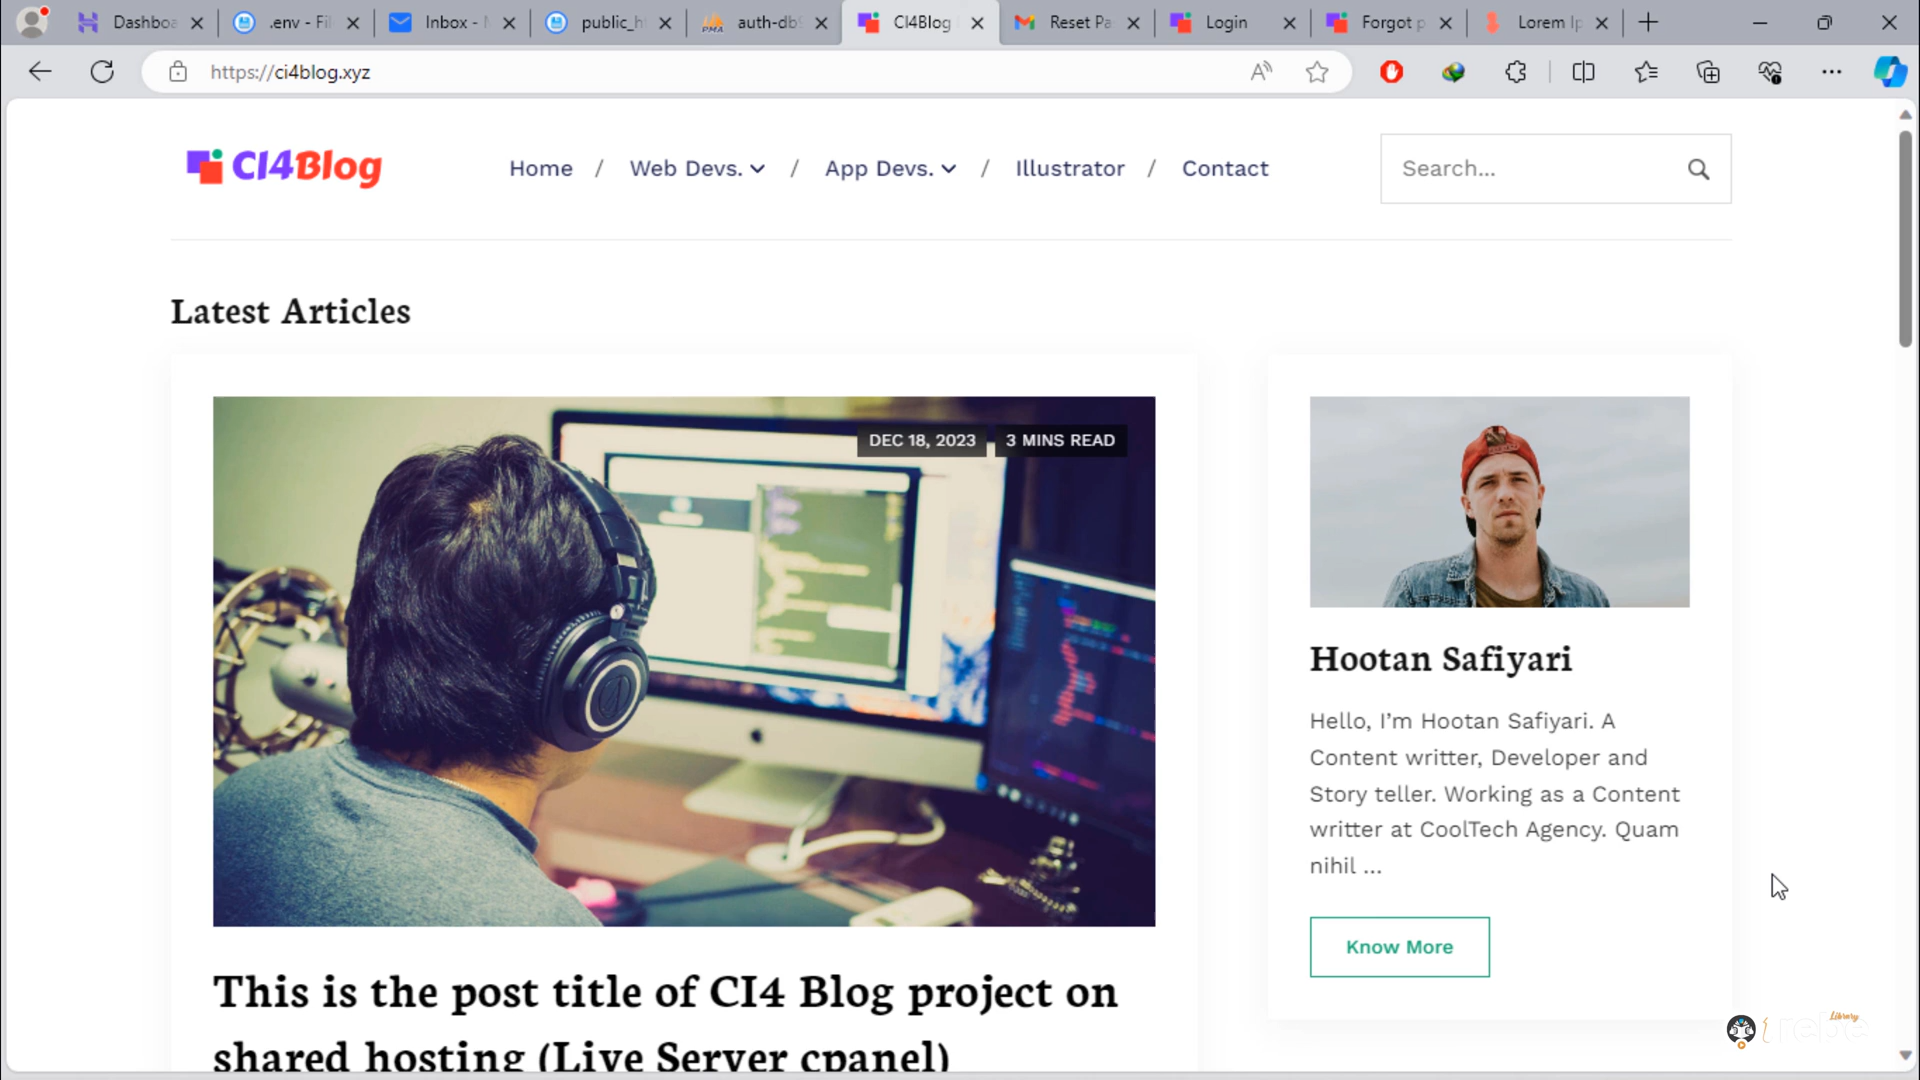 Dashboa
.env - Fil
Inbox -
public_h
auth-db
CI4Blog
Reset Pa
Login
Forgot p
Lorem Ip
https://ci4blog.xyz
CI4Blog
Home / Web Devs. / App Devs. / Illustrator / Contact
Search...
Latest Articles
DEC 18, 2023
3 MINS READ
This is the post title of CI4 Blog project on
shared hosting (Live Server cpanel)
Hootan Safiyari
Hello, I’m Hootan Safiyari. A
Content writter, Developer and
Story teller. Working as a Content
writter at CoolTech Agency. Quam
nihil ...
Know More
Library